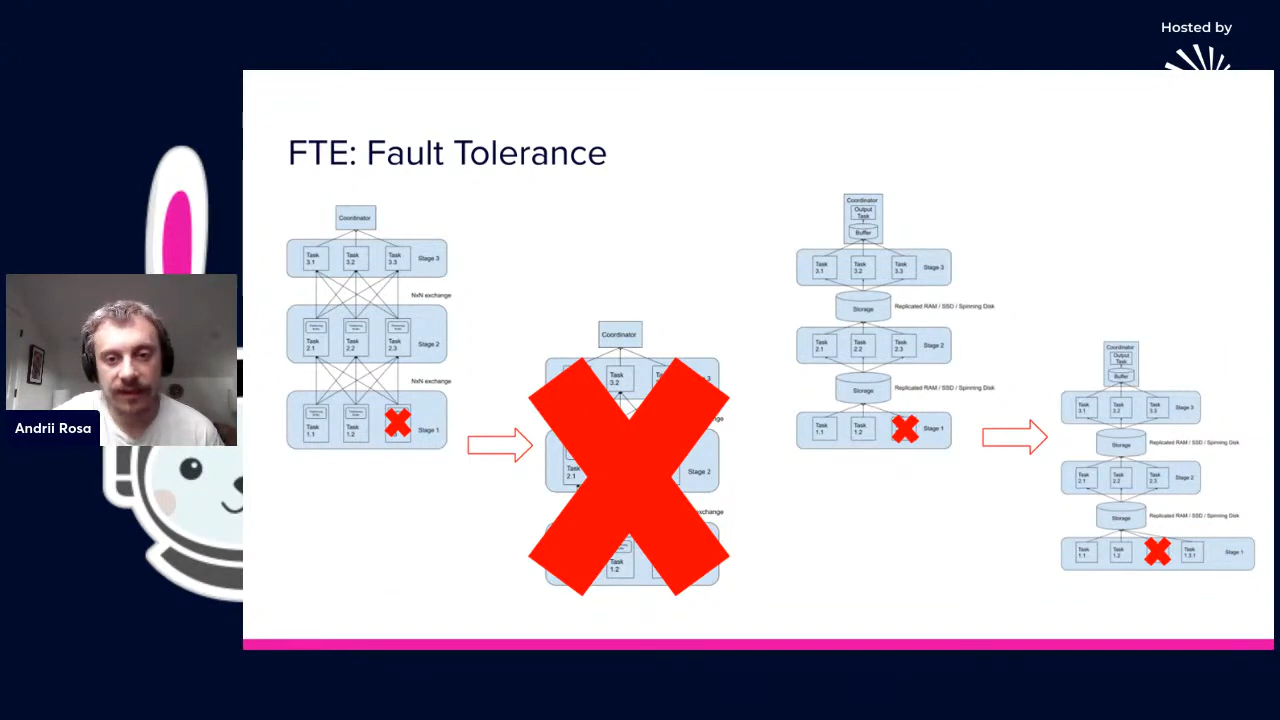 Hosted by
FTE: Fault Tolerance
Andrii Rosa
Coordinator
Task 3.1
Task 3.2
Task 3.3
Stage 3
NxN exchange
Task 2.1
Task 2.2
Task 2.3
Stage 2
NxN exchange
Task 1.1
Task 1.2
Stage 1
Coordinator
Task 3.2
Task 2.1
Stage 2
exchange
Task 1.2
Coordinator
Output Task
Buffer
Task 3.1
Task 3.2
Task 3.3
Stage 3
Storage
Replicated RAM / SSD / Spinning Disk
Task 2.1
Task 2.2
Task 2.3
Stage 2
Storage
Replicated RAM / SSD / Spinning Disk
Task 1.1
Task 1.2
Stage 1
Coordinator
Output Task
Buffer
Task 3.1
Task 3.2
Task 3.3
Stage 3
Storage
Replicated RAM / SSD / Spinning Disk
Task 2.1
Task 2.2
Task 2.3
Stage 2
Storage
Replicated RAM / SSD / Spinning Disk
Task 1.1
Task 1.2
Task 1.3.1
Stage 1